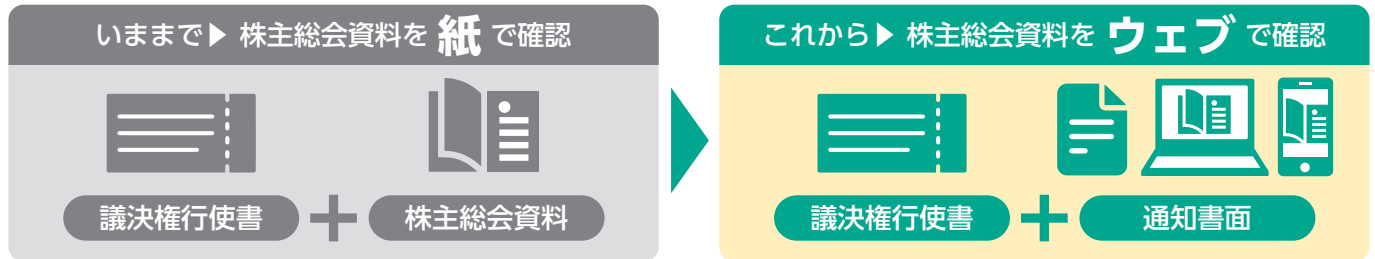 いままで▶ 株主総会資料を 紙 で確認
議決権行使書 + 株主総会資料
これから▶ 株主総会資料を ウェブ で確認
議決権行使書 + 通知書面